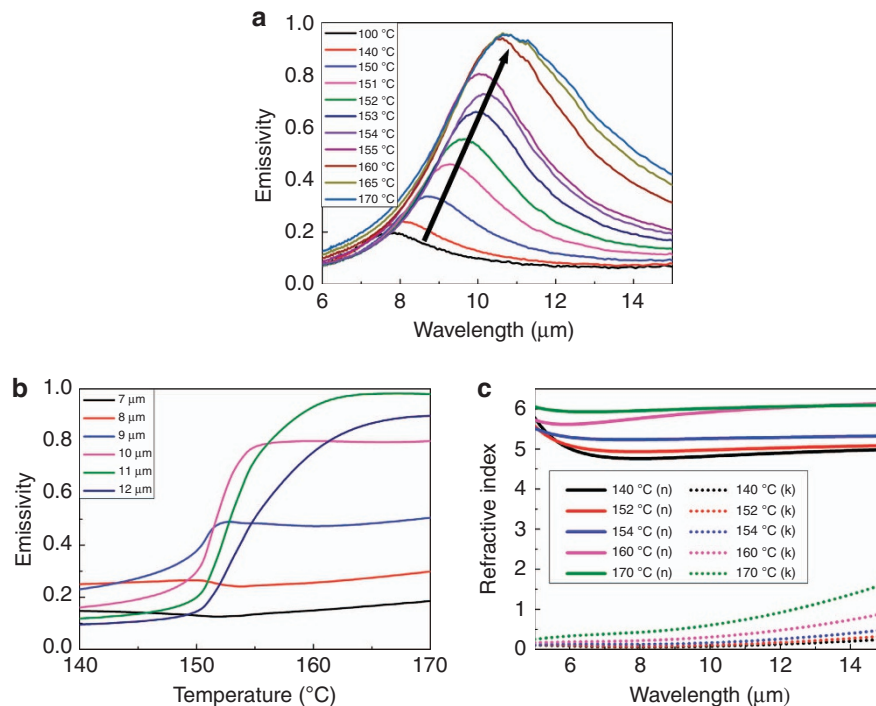 a
1.0
0.8
0.6
0.4
0.2
0.0
Emissivity
100 °C
140 °C
150 °C
151 °C
152 °C
153 °C
154 °C
155 °C
160 °C
165 °C
170 °C
6 8 10 12 14
Wavelength (μm)
b
1.0
0.8
0.6
0.4
0.2
0.0
Emissivity
7 μm
8 μm
9 μm
10 μm
11 μm
12 μm
140 150 160 170
Temperature (°C)
c
6
5
4
3
2
1
0
Refractive index
140 °C (n) 140 °C (k)
152 °C (n) 152 °C (k)
154 °C (n) 154 °C (k)
160 °C (n) 160 °C (k)
170 °C (n) 170 °C (k)
6 8 10 12 14
Wavelength (μm)